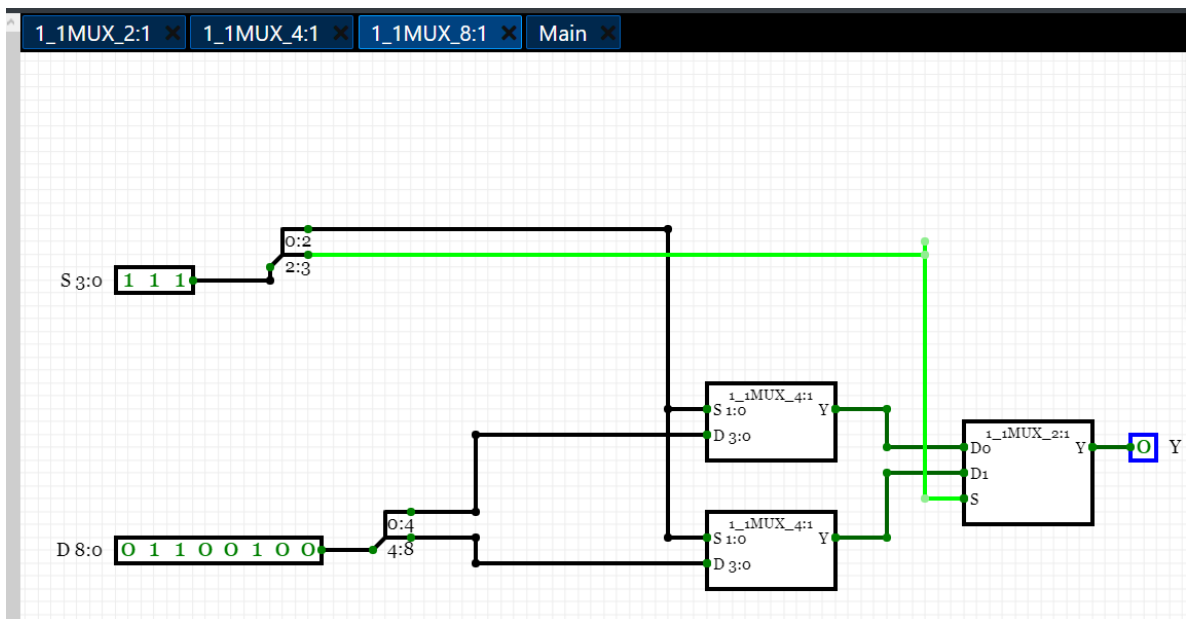 1_1MUX_2:1 × 1_1MUX_4:1 × 1_1MUX_8:1 × Main ×
0:2
2:3
S 3:0 1 1 1
1_1MUX_4:1
S 1:0 Y
D 3:0
1_1MUX_2:1
D0 Y 0 Y
D1
S
0:4
4:8
D 8:0 0 1 1 0 0 1 0 0
1_1MUX_4:1
S 1:0 Y
D 3:0